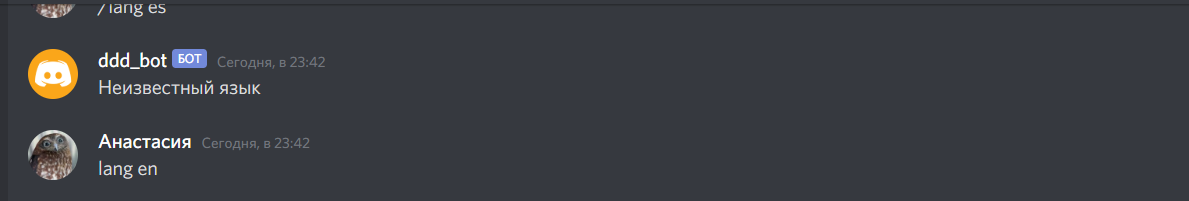 /lang es
ddd_bot БОТ Сегодня, в 23:42
Неизвестный язык
Анастасия Сегодня, в 23:42
lang en